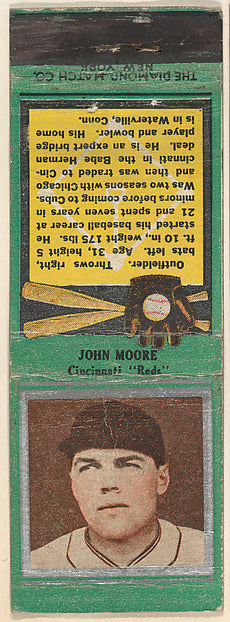 THE DIAMOND MATCH CO.
NEW YORK
Outfielder. Throws right,
bats left. Age, 31, height 5
ft. 10 in., weight 175 lbs. He
started his baseball career at
21 and spent seven years in
minors before coming to Cubs.
Was two seasons with Chicago
and then was traded to Cin-
cinnati in the Babe Herman
deal. He is an expert bridge
player and bowler. His home
is in Waterville, Conn.
JOHN MOORE
Cincinnati "Reds"